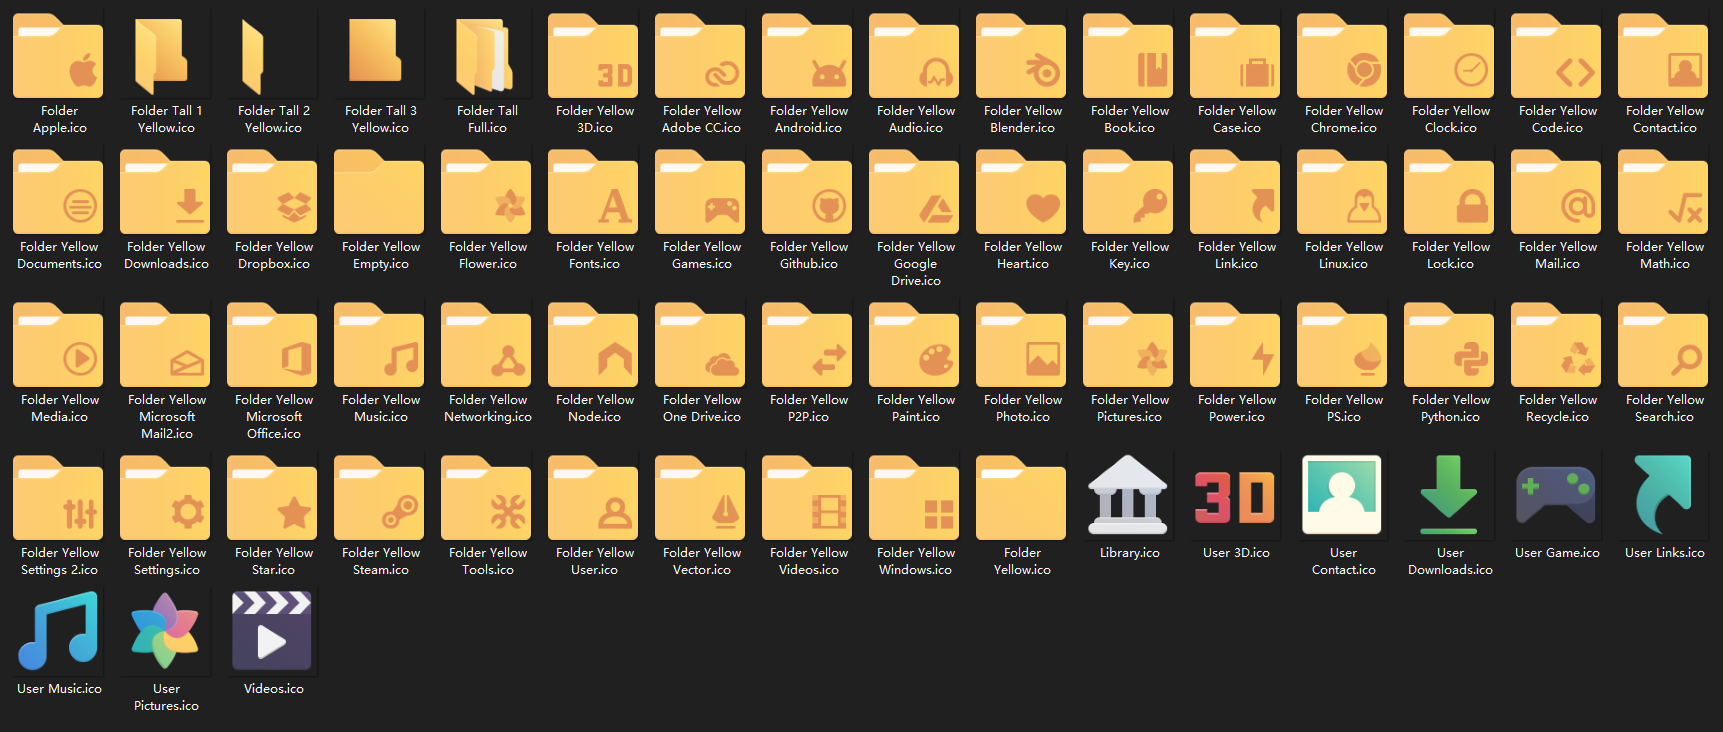 Folder
Apple.ico
Folder Tall 1
Yellow.ico
Folder Tall 2
Yellow.ico
Folder Tall 3
Yellow.ico
Folder Tall
Full.ico
3D
Folder Yellow
3D.ico
Folder Yellow
Adobe CC.ico
Folder Yellow
Android.ico
Folder Yellow
Audio.ico
Folder Yellow
Blender.ico
Folder Yellow
Book.ico
Folder Yellow
Case.ico
Folder Yellow
Chrome.ico
Folder Yellow
Clock.ico
Folder Yellow
Code.ico
Folder Yellow
Contact.ico
Folder Yellow
Documents.ico
Folder Yellow
Downloads.ico
Folder Yellow
Dropbox.ico
Folder Yellow
Empty.ico
Folder Yellow
Flower.ico
A
Folder Yellow
Fonts.ico
Folder Yellow
Games.ico
Folder Yellow
Github.ico
Folder Yellow
Google
Drive.ico
Folder Yellow
Heart.ico
Folder Yellow
Key.ico
Folder Yellow
Link.ico
Folder Yellow
Linux.ico
Folder Yellow
Lock.ico
@
Folder Yellow
Mail.ico
√x
Folder Yellow
Math.ico
Folder Yellow
Media.ico
Folder Yellow
Microsoft
Mail2.ico
Folder Yellow
Microsoft
Office.ico
Folder Yellow
Music.ico
Folder Yellow
Networking.ico
Folder Yellow
Node.ico
Folder Yellow
One Drive.ico
Folder Yellow
P2P.ico
Folder Yellow
Paint.ico
Folder Yellow
Photo.ico
Folder Yellow
Pictures.ico
Folder Yellow
Power.ico
Folder Yellow
PS.ico
Folder Yellow
Python.ico
Folder Yellow
Recycle.ico
Folder Yellow
Search.ico
Folder Yellow
Settings 2.ico
Folder Yellow
Settings.ico
Folder Yellow
Star.ico
Folder Yellow
Steam.ico
Folder Yellow
Tools.ico
Folder Yellow
User.ico
Folder Yellow
Vector.ico
Folder Yellow
Videos.ico
Folder Yellow
Windows.ico
Folder
Yellow.ico
Library.ico
3D
User 3D.ico
User
Contact.ico
User
Downloads.ico
User Game.ico
User Links.ico
User Music.ico
User
Pictures.ico
Videos.ico